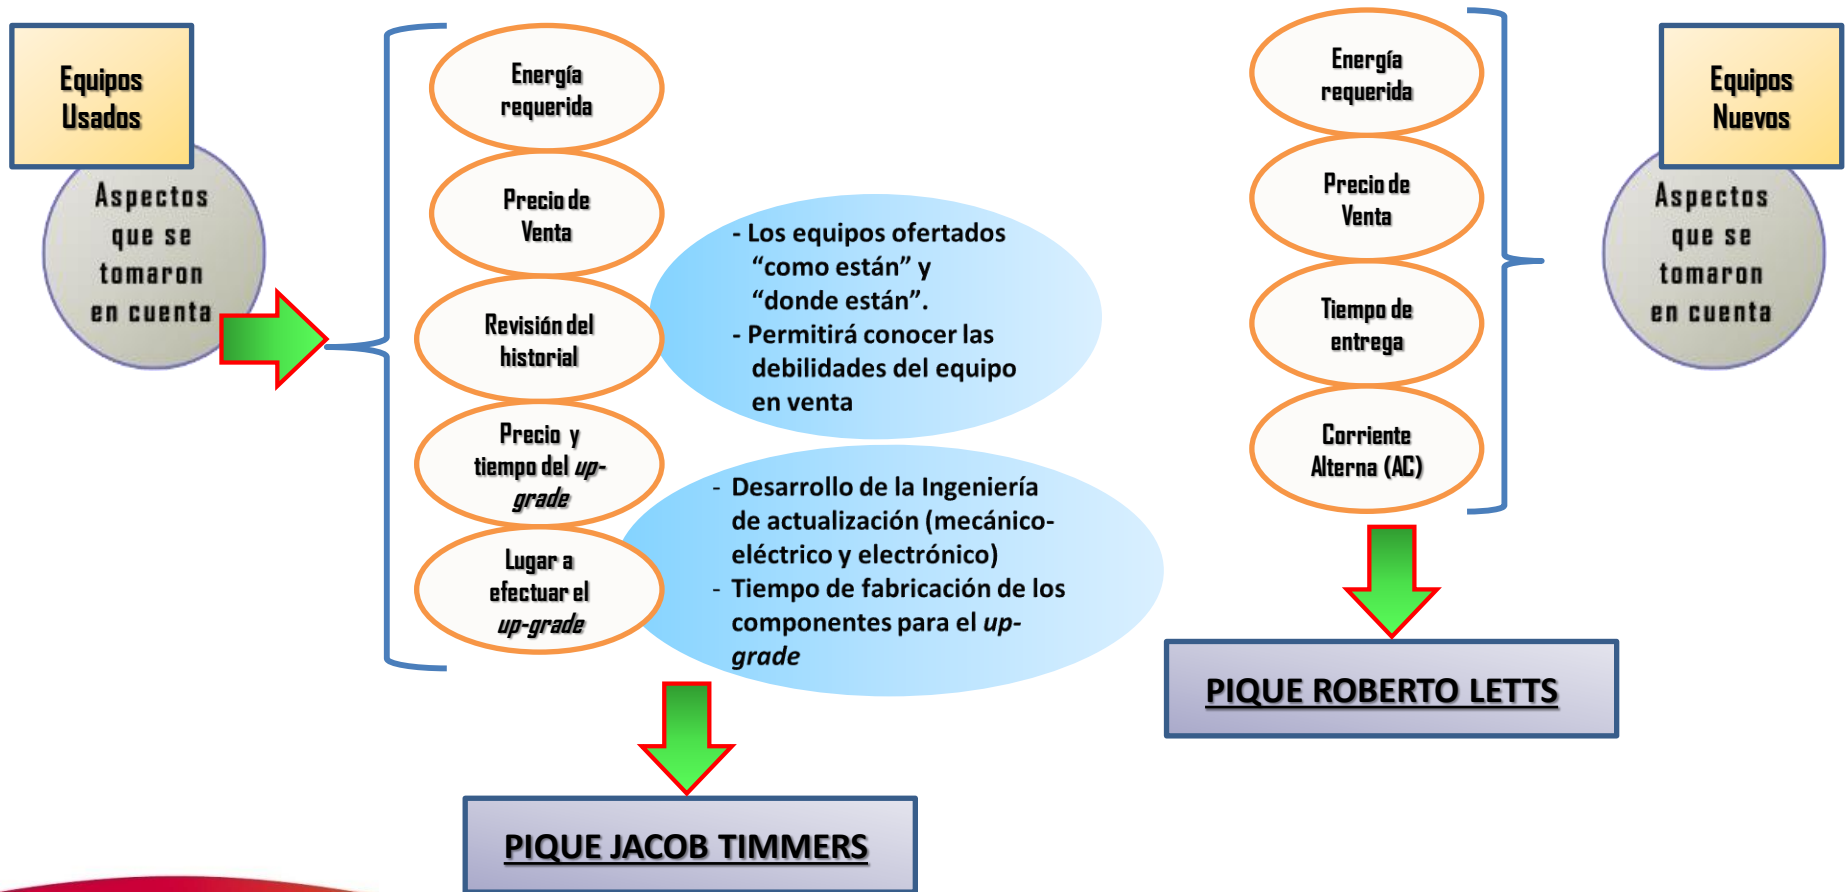 Equipos
Usados
Aspectos
que se
tomaron
en cuenta
Energía
requerida
Precio de
Venta
Revisión del
historial
Precio y
tiempo del up-
grade
Lugar a
efectuar el
up-grade
- Los equipos ofertados
“como están” y
“donde están”.
- Permitirá conocer las
debilidades del equipo
en venta
- Desarrollo de la Ingeniería
de actualización (mecánico-
eléctrico y electrónico)
- Tiempo de fabricación de los
componentes para el up-
grade
PIQUE JACOB TIMMERS
Energía
requerida
Precio de
Venta
Tiempo de
entrega
Corriente
Alterna (AC)
Equipos
Nuevos
Aspectos
que se
tomaron
en cuenta
PIQUE ROBERTO LETTS